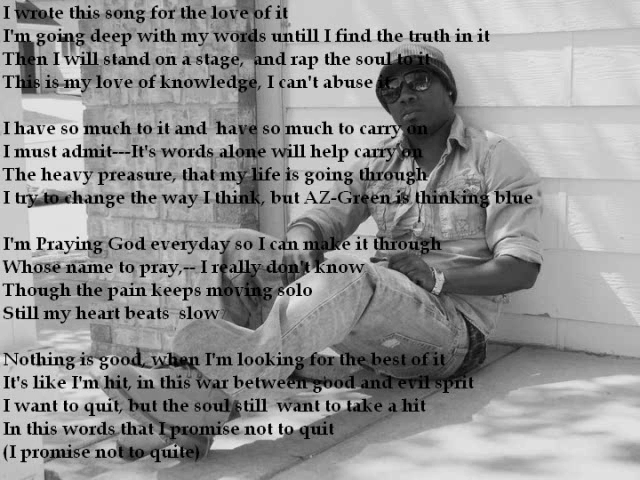 I wrote this song for the love of it
I'm going deep with my words untill I find the truth in it
Then I will stand on a stage, and rap the soul to it
This is my love of knowledge, I can't abuse it
I have so much to it and have so much to carry on
I must admit---It's words alone will help carry on
The heavy preasure, that my life is going through
I try to change the way I think, but AZ-Green is thinking blue
I'm Praying God everyday so I can make it through
Whose name to pray,-- I really don't know
Though the pain keeps moving solo
Still my heart beats slow
Nothing is good, when I'm looking for the best of it
It's like I'm hit, in this war between good and evil sprit
I want to quit, but the soul still want to take a hit
In this words that I promise not to quit
(I promise not to quite)